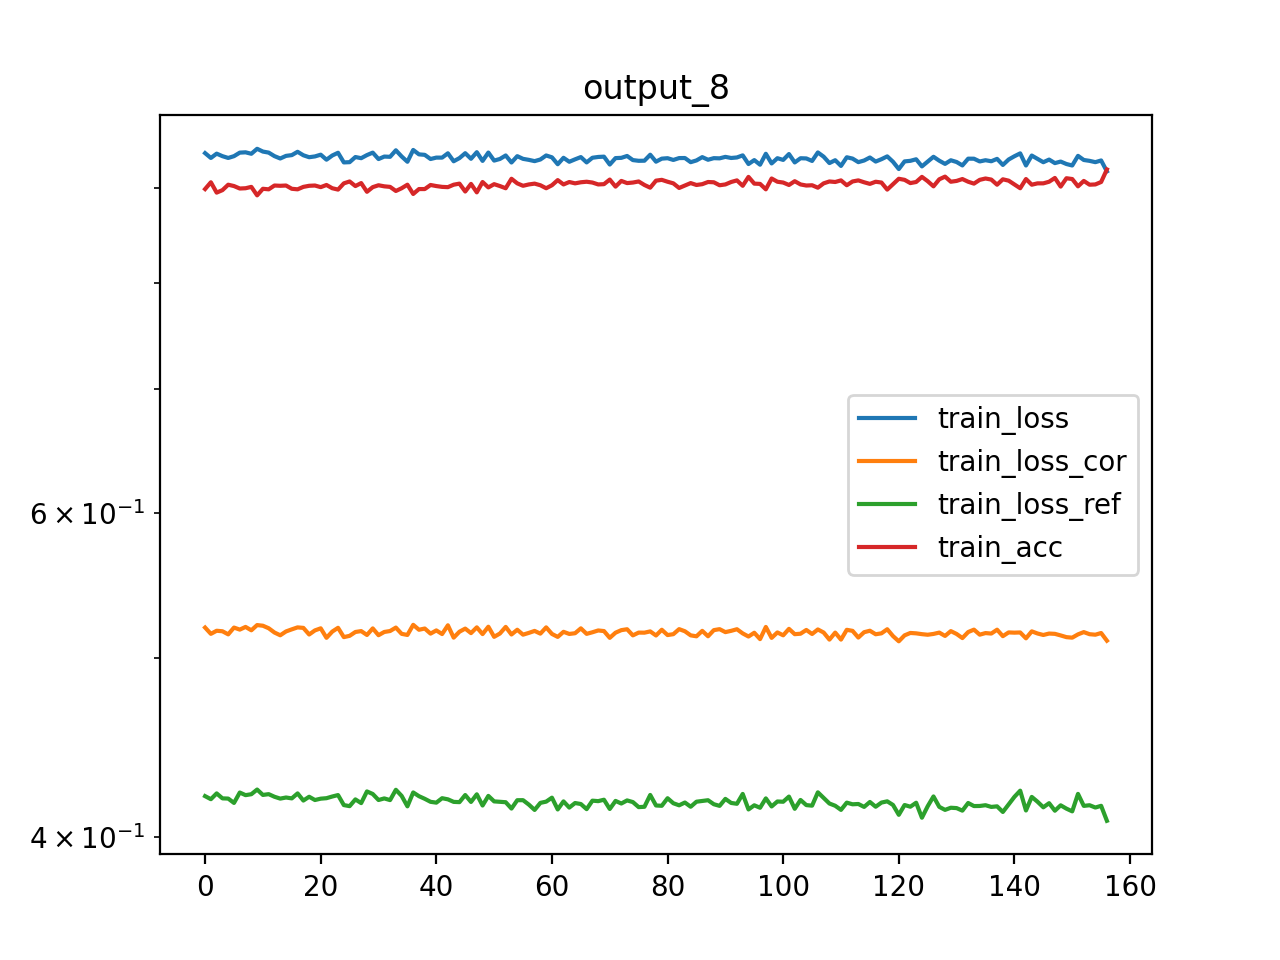 output_8
train_loss
train_loss_cor
train_loss_ref
train_acc
6 × 10⁻¹
4 × 10⁻¹
0 20 40 60 80 100 120 140 160